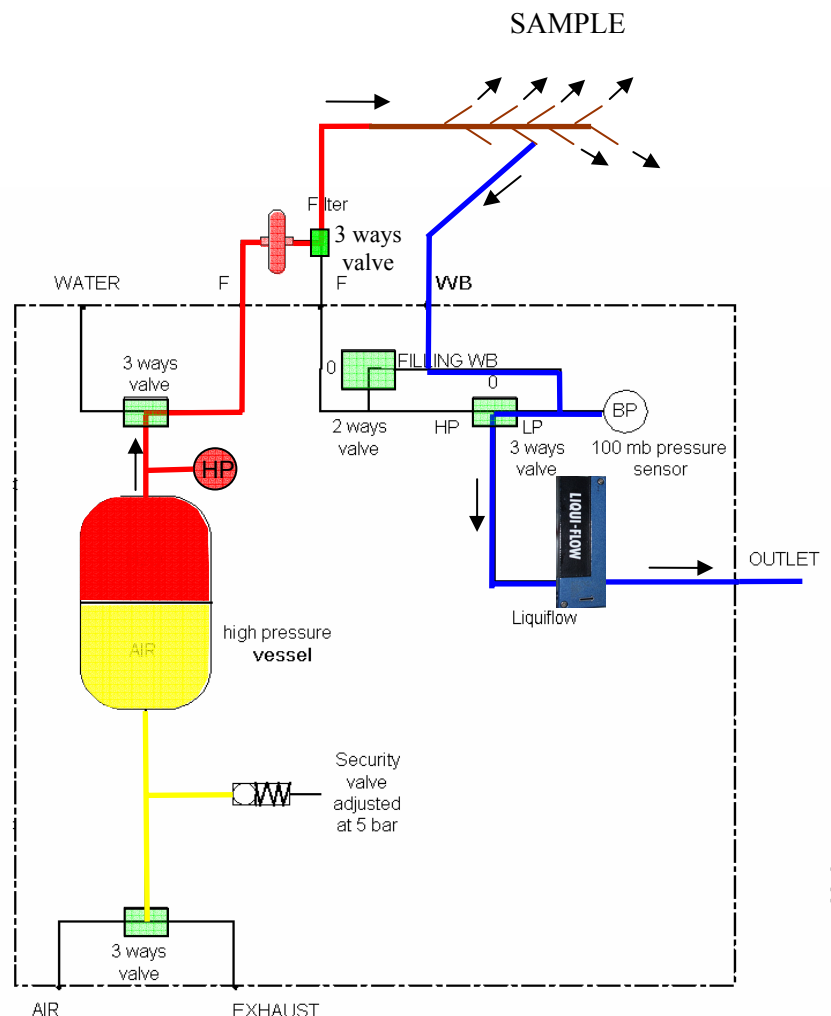 SAMPLE
Filter
3 ways
valve
WATER
F
F
WB
3 ways
valve
0
FILLING WB
0
2 ways
valve
HP
LP
3 ways
valve
BP
100 mb pressure
sensor
HP
LIQUI-FLOW
OUTLET
Liquiflow
high pressure
vessel
AIR
Security
valve
adjusted
at 5 bar
3 ways
valve
AIR
EXHAUST